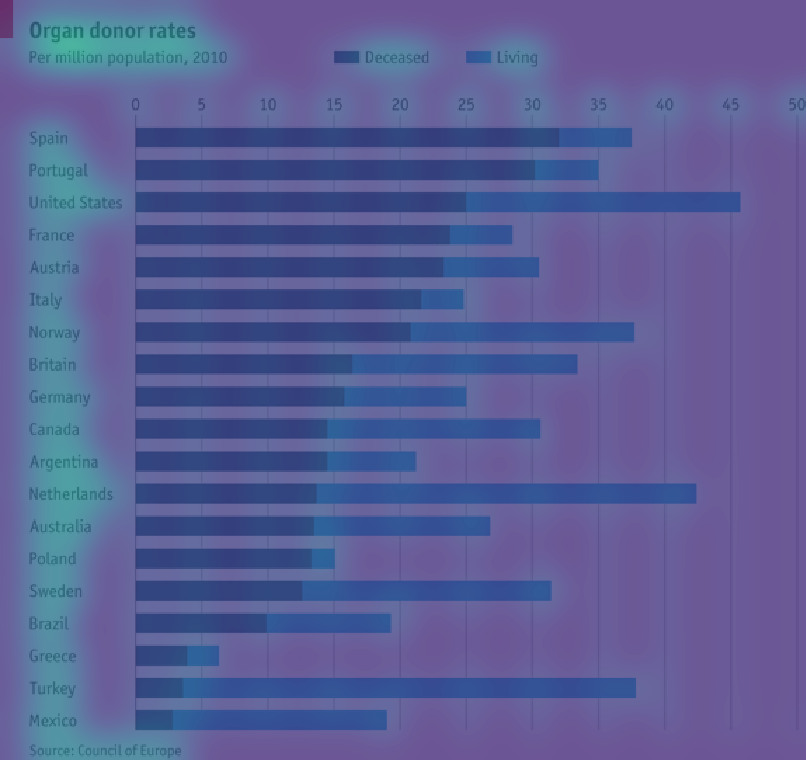 Organ donor rates
Per million population, 2010
Deceased Living
0 5 10 15 20 25 30 35 40 45 50
Spain
Portugal
United States
France
Austria
Italy
Norway
Britain
Germany
Canada
Argentina
Netherlands
Australia
Poland
Sweden
Brazil
Greece
Turkey
Mexico
Source: Council of Europe